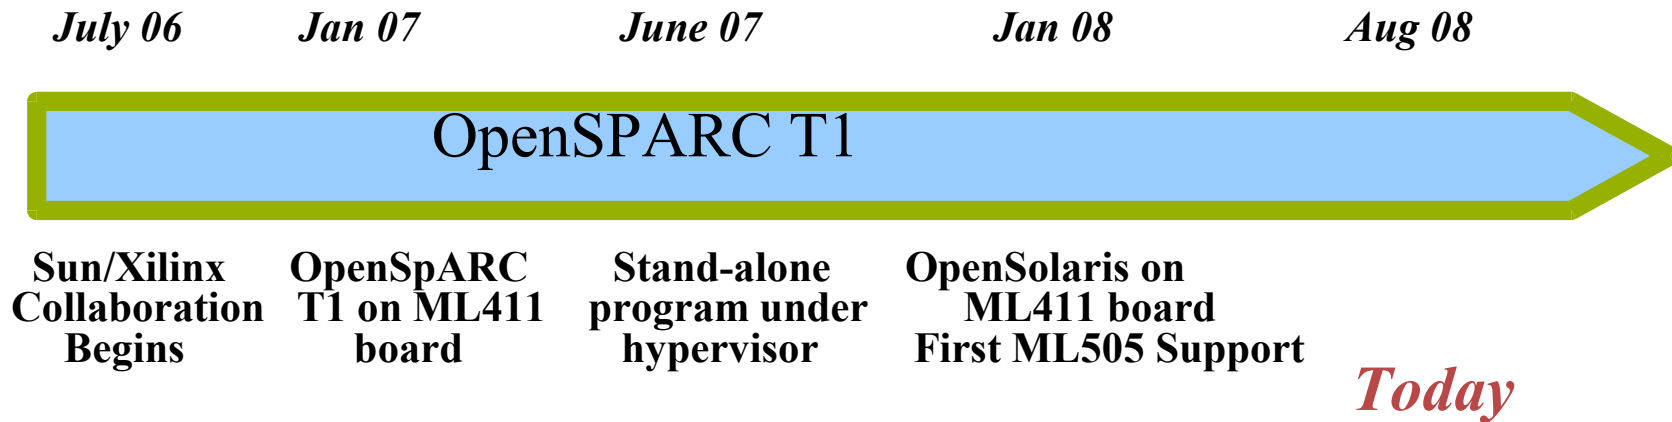 July 06 Jan 07 June 07 Jan 08 Aug 08
OpenSPARC T1
Sun/Xilinx
Collaboration
Begins
OpenSpARC
T1 on ML411
board
Stand-alone
program under
hypervisor
OpenSolaris on
ML411 board
First ML505 Support
Today